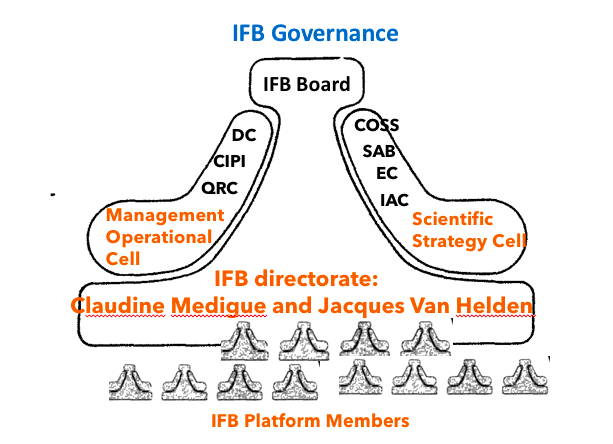 IFB Governance
IFB Board
DC
CIPI
QRC
Management
Operational
Cell
COSS
SAB
EC
IAC
Scientific
Strategy Cell
IFB directorate:
Claudine Medigue and Jacques Van Helden
IFB Platform Members